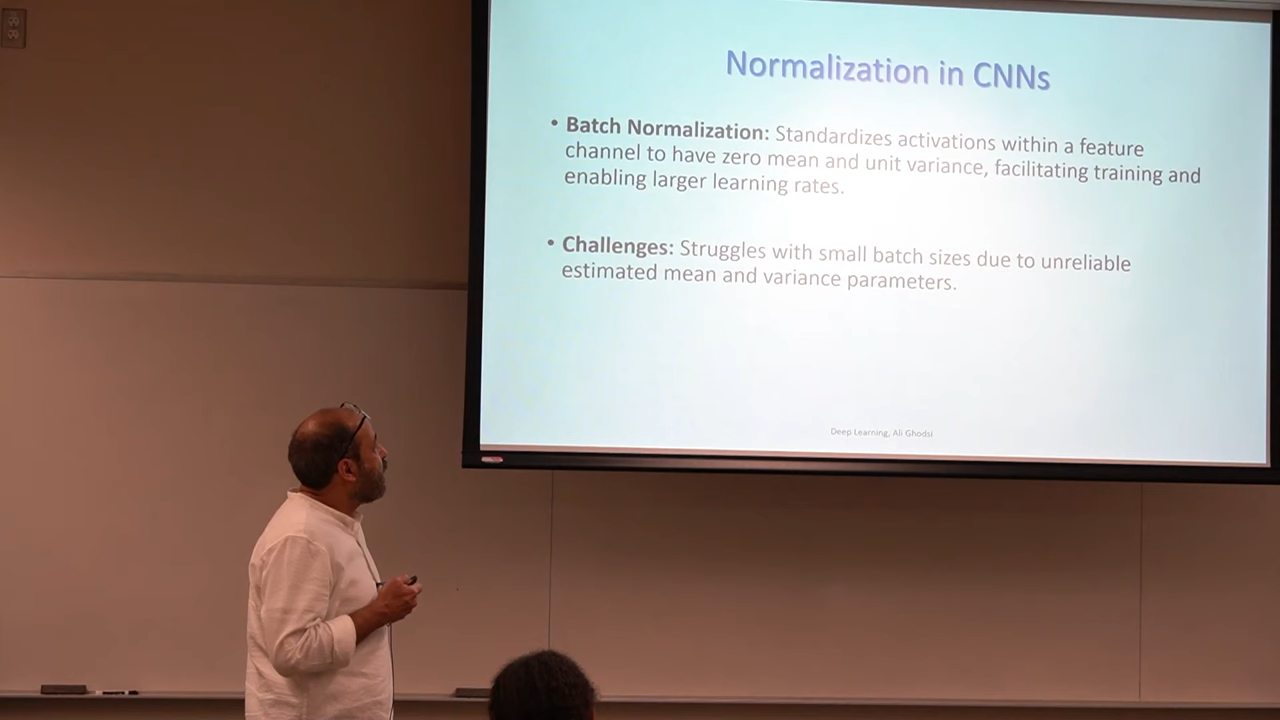 Normalization in CNNs
• Batch Normalization: Standardizes activations within a feature
channel to have zero mean and unit variance, facilitating training and
enabling larger learning rates.
• Challenges: Struggles with small batch sizes due to unreliable
estimated mean and variance parameters.
Deep Learning, Ali Ghodsi